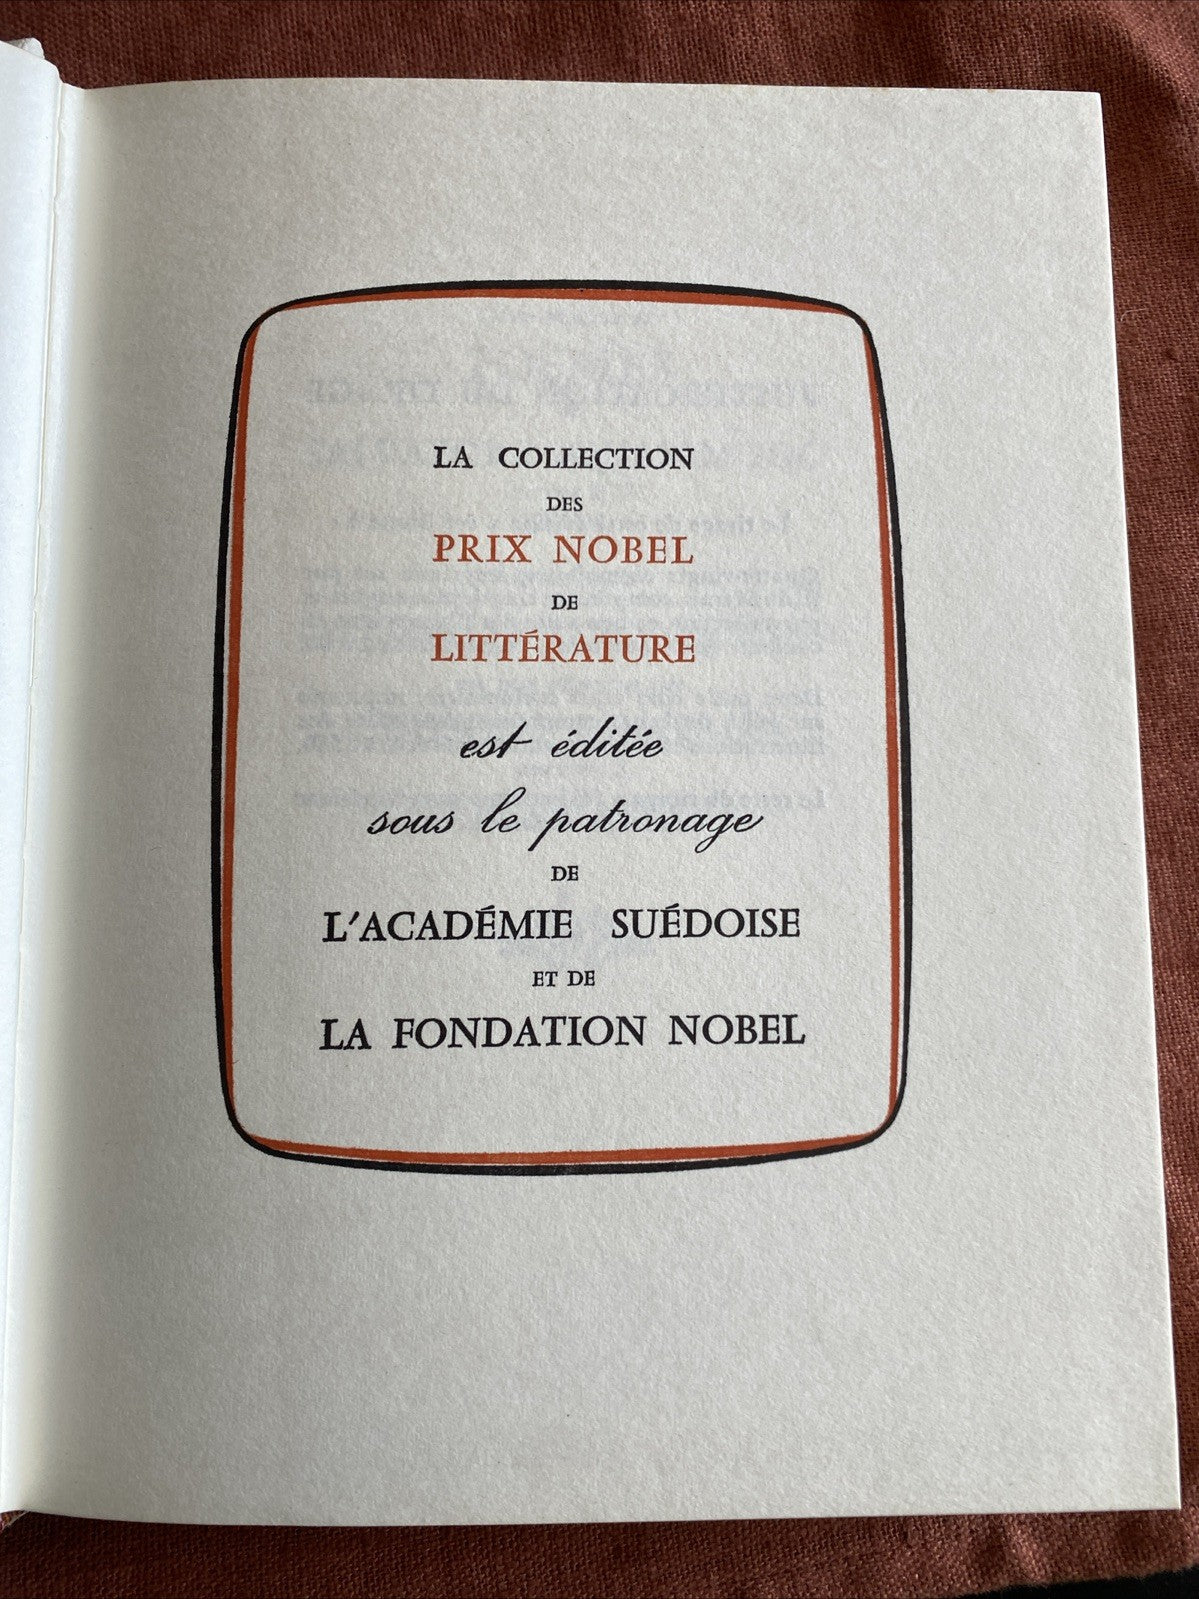 LA COLLECTION
DES
PRIX NOBEL
DE
LITTÉRATURE
est éditée
sous le patronage
DE
L'ACADÉMIE SUÉDOISE
ET DE
LA FONDATION NOBEL